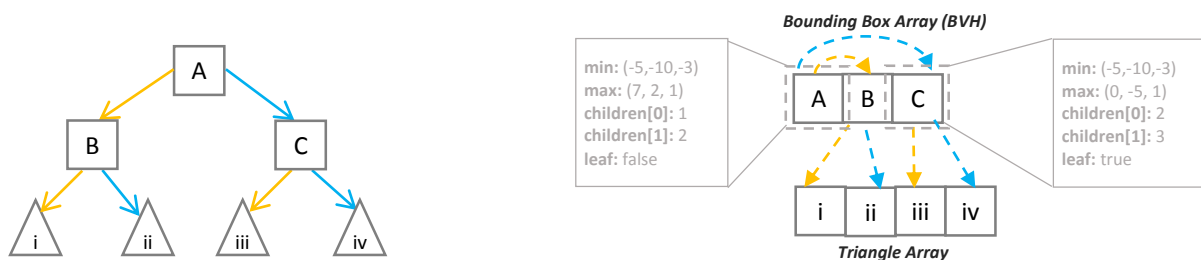 A
B
C
i
ii
iii
iv
Bounding Box Array (BVH)
min: (-5,-10,-3)
max: (7, 2, 1)
children[0]: 1
children[1]: 2
leaf: false
A B C
min: (-5,-10,-3)
max: (0, -5, 1)
children[0]: 2
children[1]: 3
leaf: true
i ii iii iv
Triangle Array